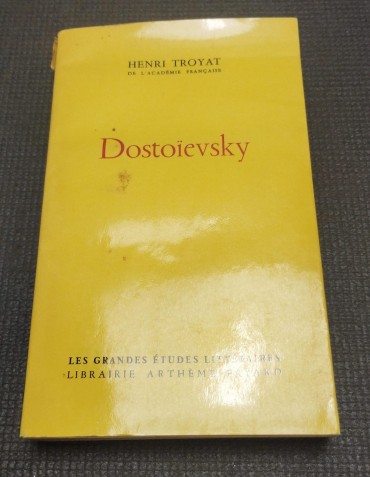 HENRI TROYAT
DE L'ACADÉMIE FRANÇAISE
Dostoïevsky
LES GRANDES ÉTUDES LITTÉRAIRES
LIBRAIRIE ARTHÈME FAYARD